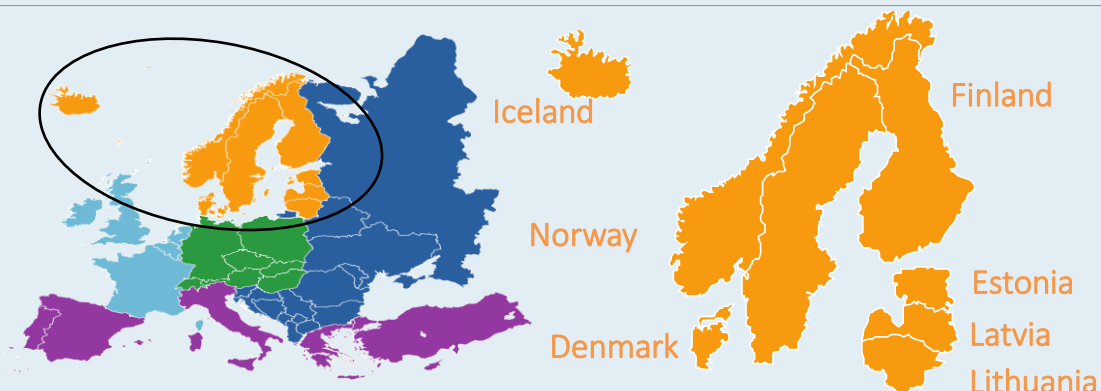 Iceland
Finland
Norway
Estonia
Latvia
Denmark
Lithuania